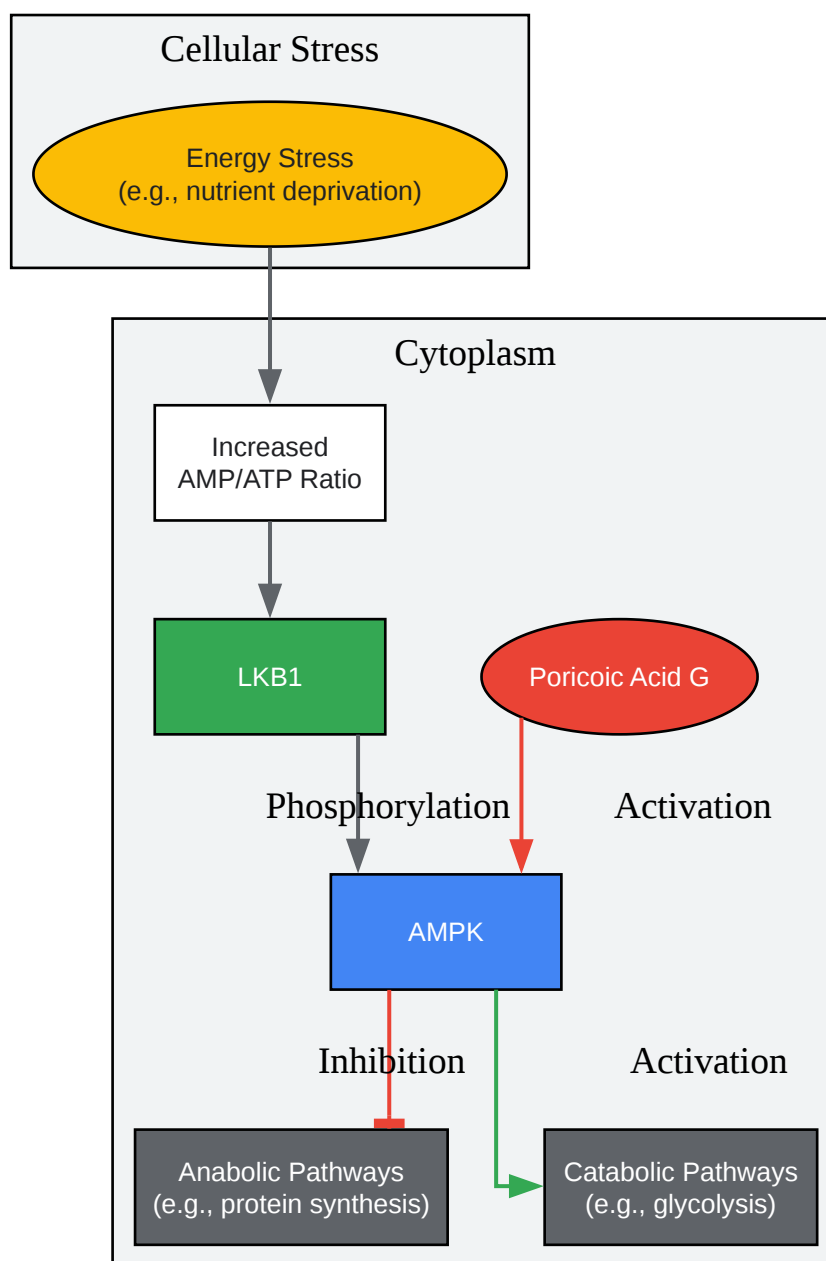 Cellular Stress
Energy Stress
(e.g., nutrient deprivation)
Cytoplasm
Increased
AMP/ATP Ratio
LKB1
Poricoic Acid G
Phosphorylation
Activation
AMPK
Inhibition
Activation
Anabolic Pathways
(e.g., protein synthesis)
Catabolic Pathways
(e.g., glycolysis)